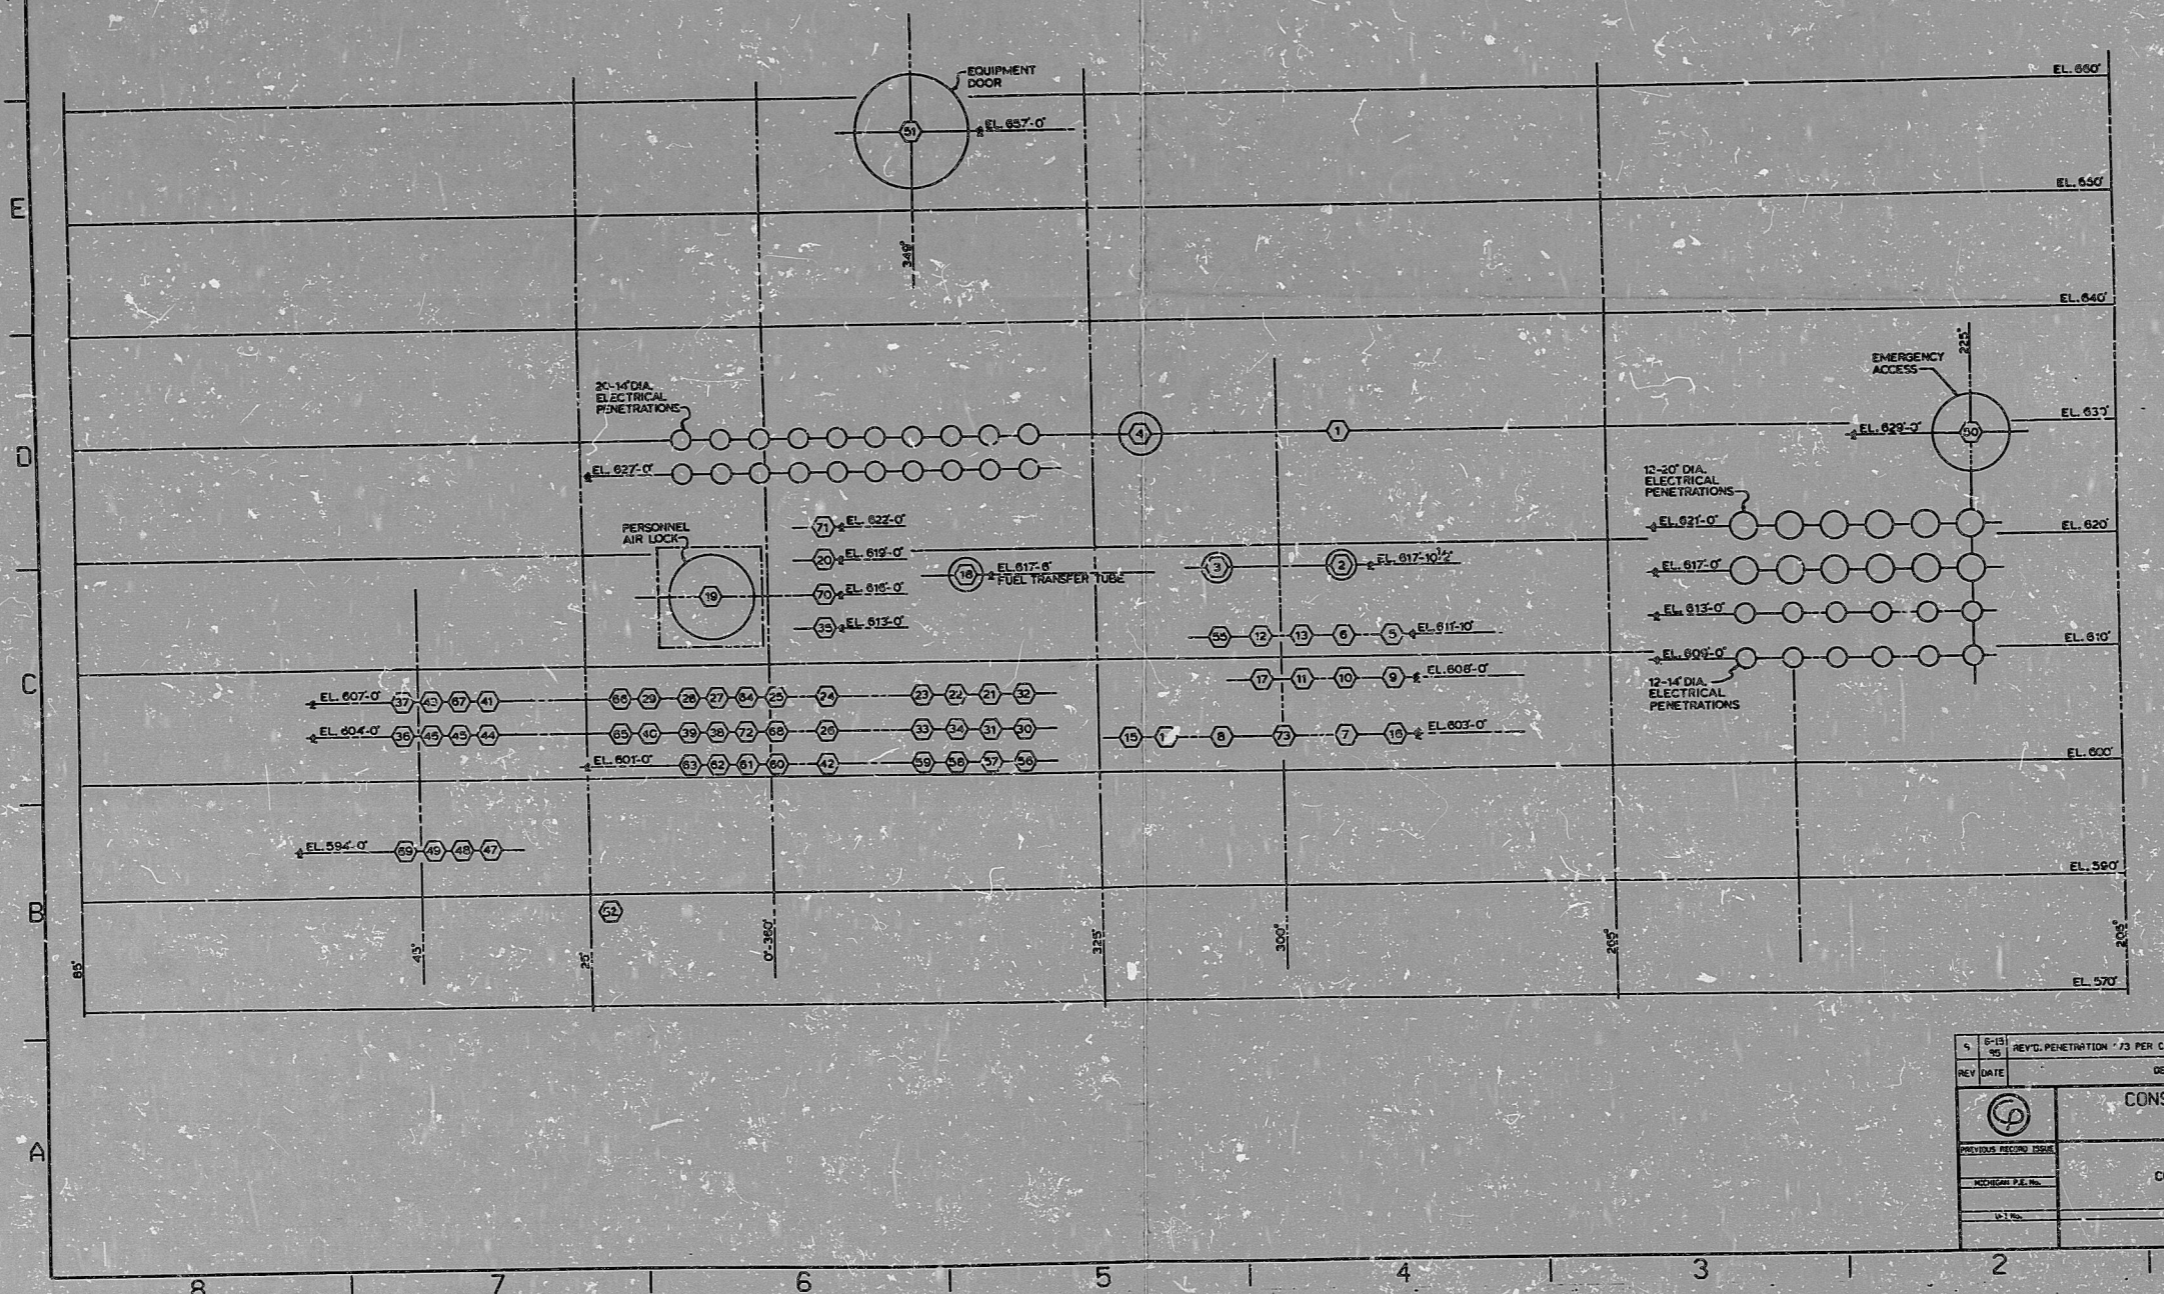 EQUIPMENT
DOOR
EL. 660'
51
EL. 657'-0"
EL. 650'
E
349°
EL. 640'
225°
EMERGENCY
ACCESS
20-14" DIA.
ELECTRICAL
PENETRATIONS
EL. 630'
4
1
EL. 629'-0"
50
D
EL. 627'-0"
12-20" DIA.
ELECTRICAL
PENETRATIONS
71
EL. 622'-0"
EL. 621'-0"
EL. 620'
PERSONNEL
AIR LOCK
20
EL. 619'-0"
18
EL. 617'-6"
FUEL TRANSFER TUBE
3
2
EL. 617'-10½"
EL. 617'-0"
19
70
EL. 616'-0"
EL. 613'-0"
35
EL. 613'-0"
55 12 13 6 5
EL. 611'-10"
EL. 610'
EL. 609'-0"
17 11 10 9
EL. 608'-0"
C
12-14" DIA.
ELECTRICAL
PENETRATIONS
EL. 607'-0"
37 43 67 41 66 29 28 27 64 25 24 23 22 21 32
EL. 604'-0"
36 45 44 65 40 39 38 72 68 26 33 34 31 30
15 8 73 7 16
EL. 603'-0"
EL. 601'-0"
63 62 61 60 42 59 58 57 56
EL. 600'
EL. 594'-0"
69 49 48 47
EL. 590'
B
52
85°
45°
0°-360°
325°
300°
205°
EL. 570'
6-13
95
REV'D. PENETRATION 73 PER
REV DATE
CP
CONS
PREVIOUS RECORD ISSUE
A
MICHIGAN P.E. No.
8 7 6 5 4 3 2